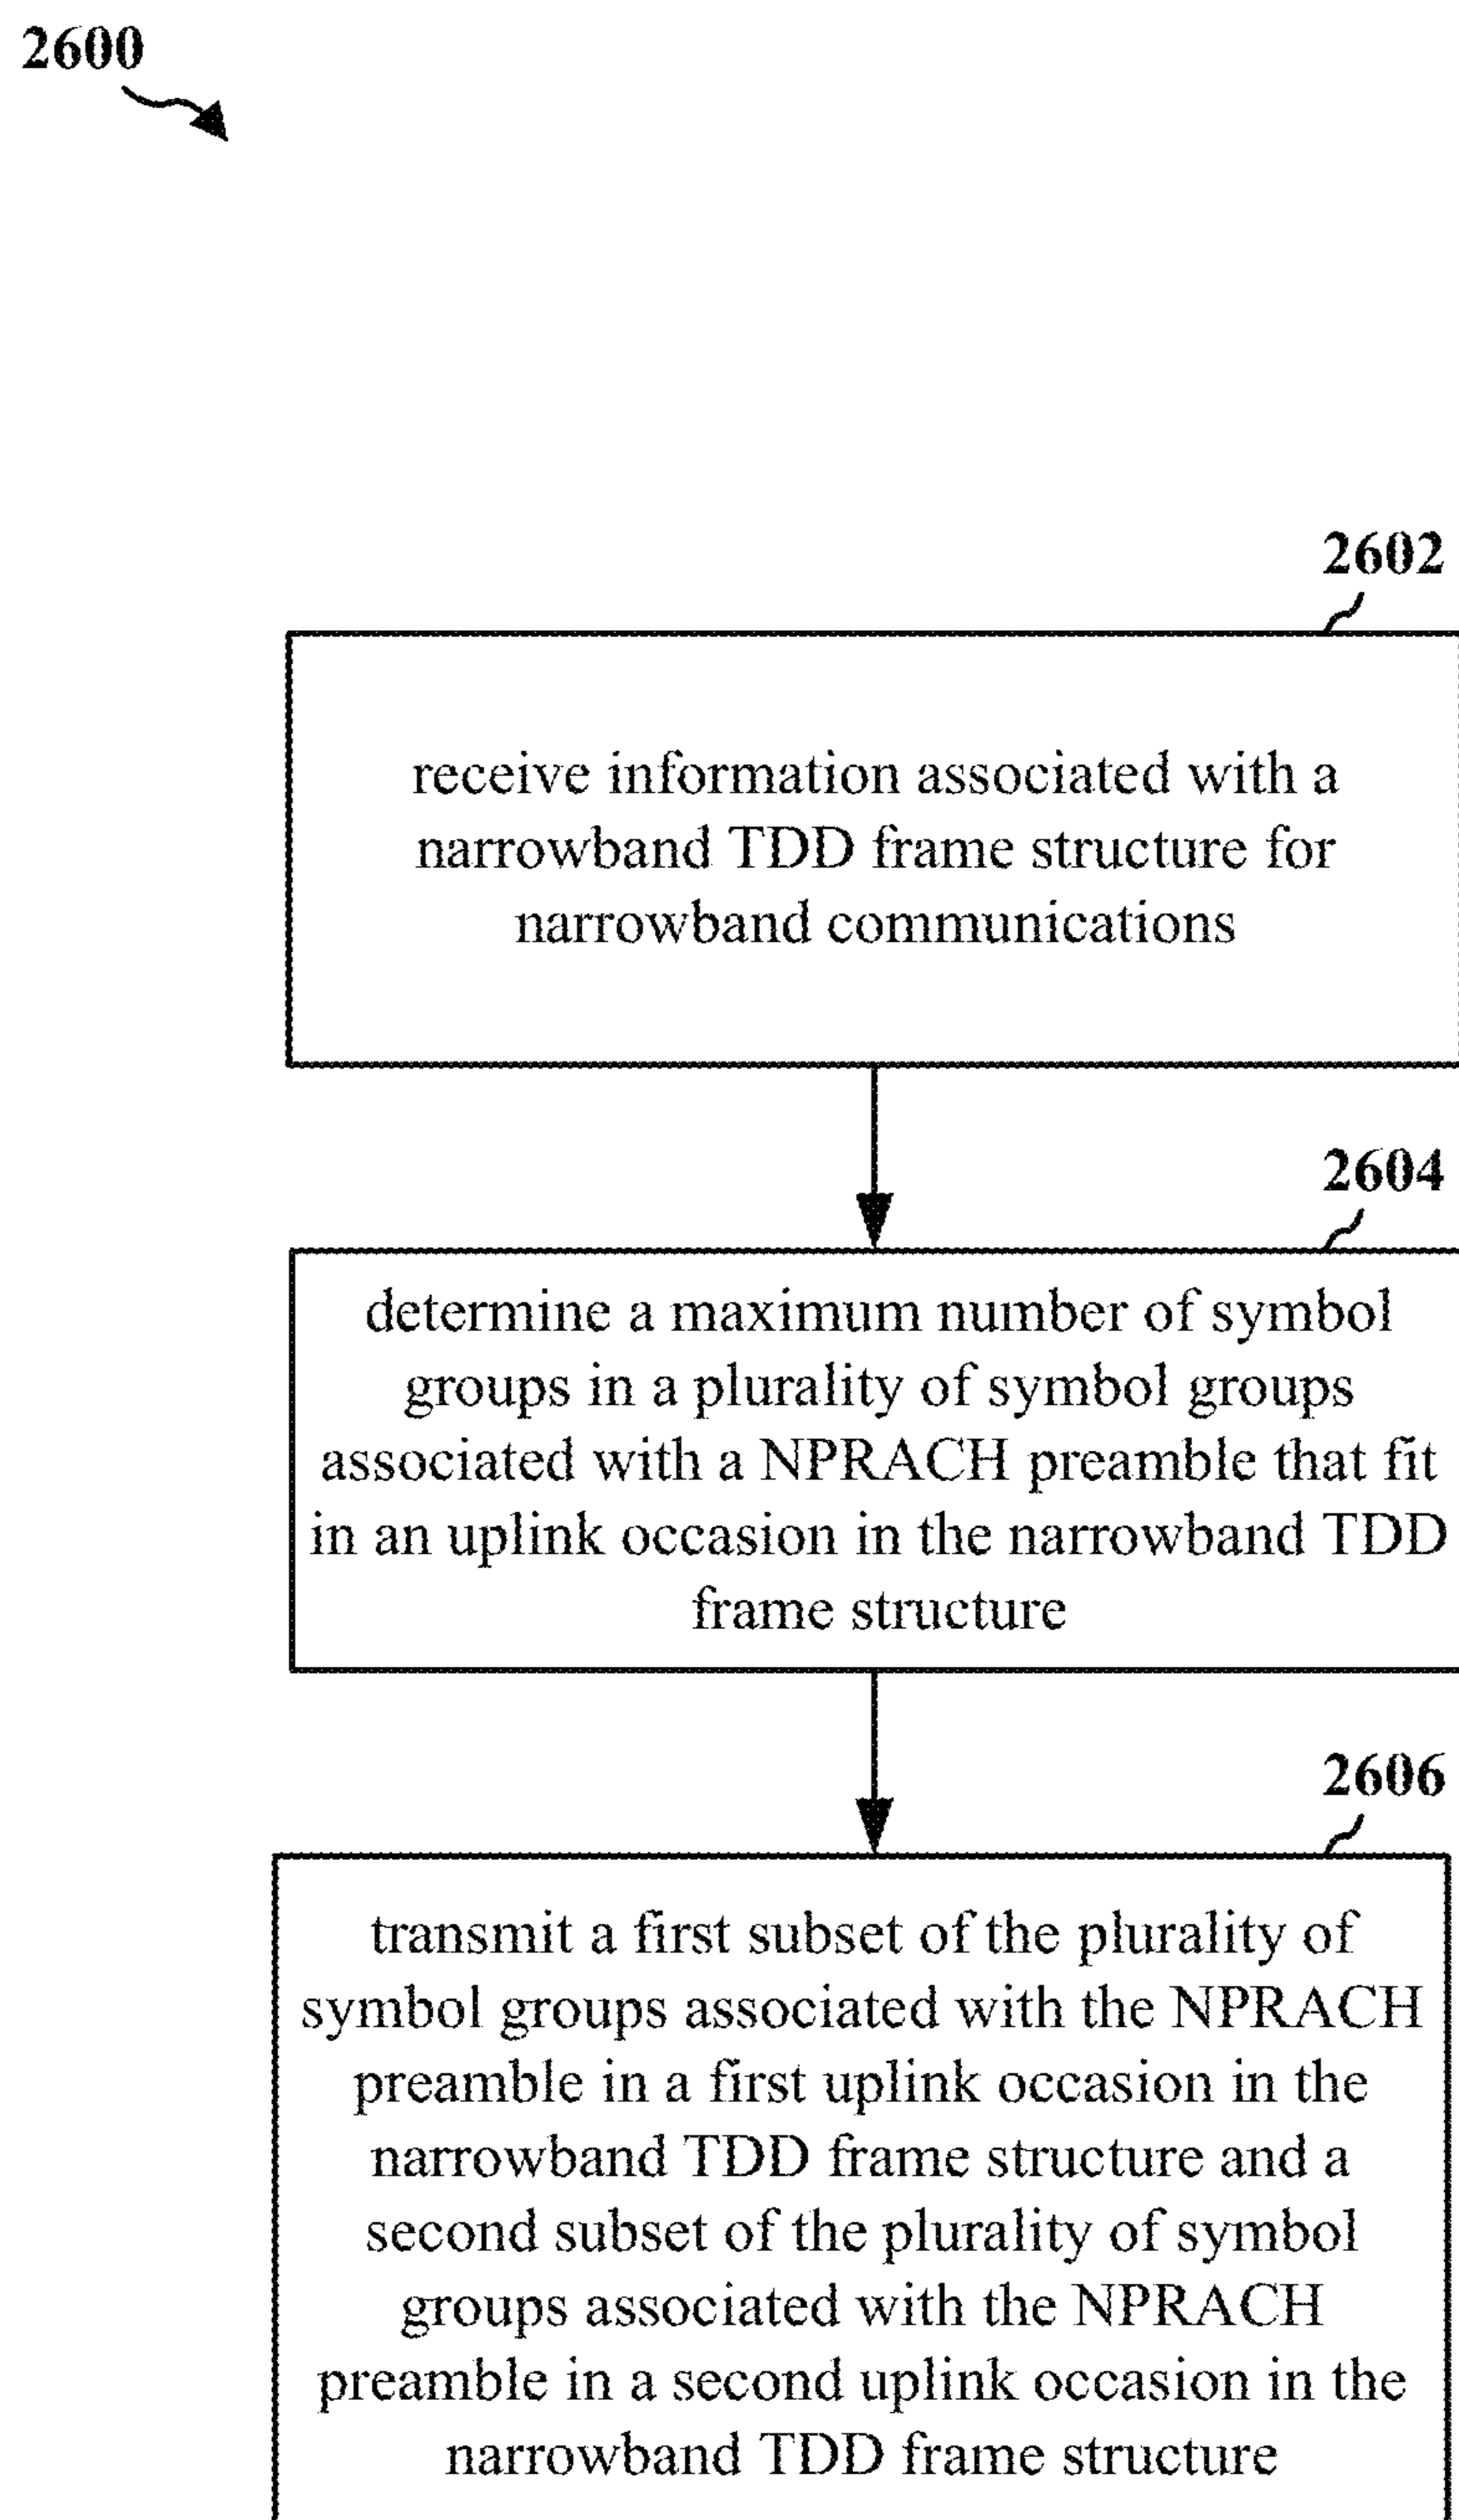 2600
2602
receive information associated with a
narrowband TDD frame structure for
narrowband communications
2604
determine a maximum number of symbol
groups in a plurality of symbol groups
associated with a NPRACH preamble that fit
in an uplink occasion in the narrowband TDD
frame structure
2606
transmit a first subset of the plurality of
symbol groups associated with the NPRACH
preamble in a first uplink occasion in the
narrowband TDD frame structure and a
second subset of the plurality of symbol
groups associated with the NPRACH
preamble in a second uplink occasion in the
narrowband TDD frame structure